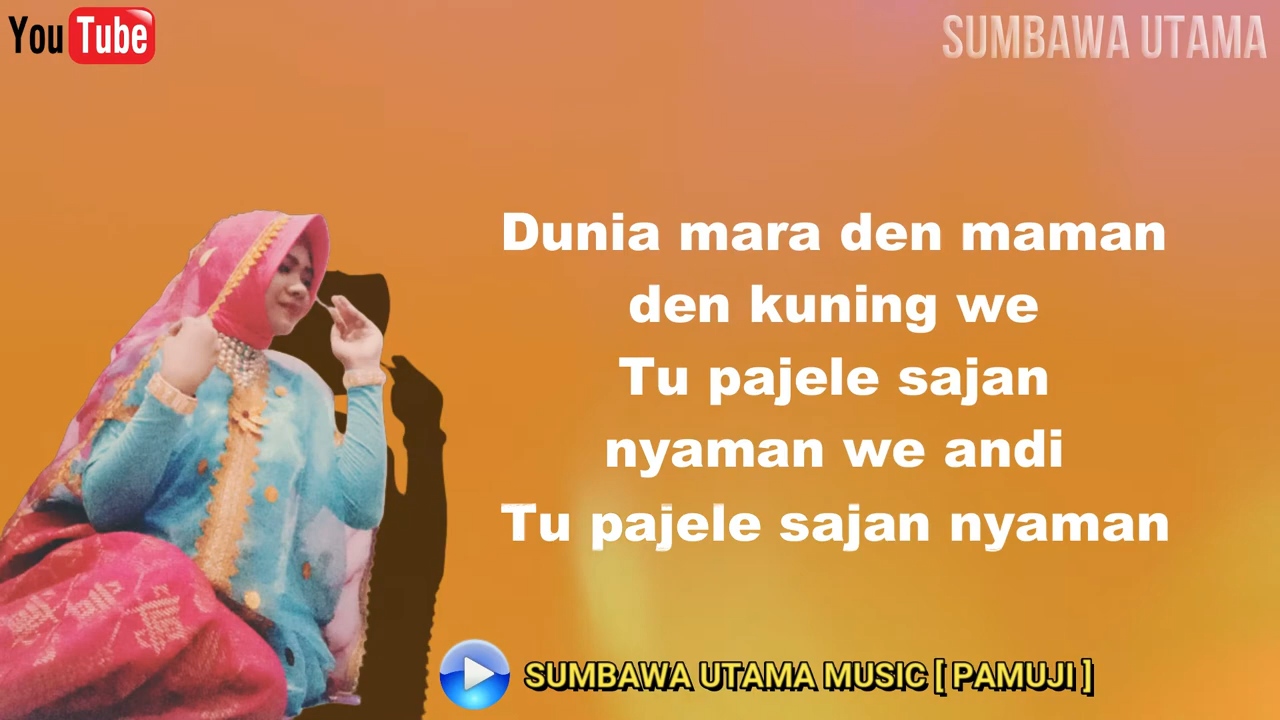 You Tube
SUMBAWA UTAMA
Dunia mara den maman
den kuning we
Tu pajele sajan
nyaman we andi
Tu pajele sajan nyaman
SUMBAWA UTAMA MUSIC [ PAMUJI ]